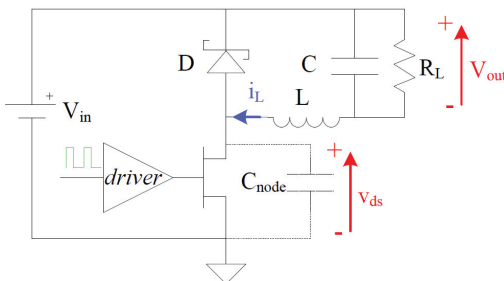 D
C
R_L
+
V_out
-
i_L
L
+
V_in
driver
C_node
+
v_ds
-